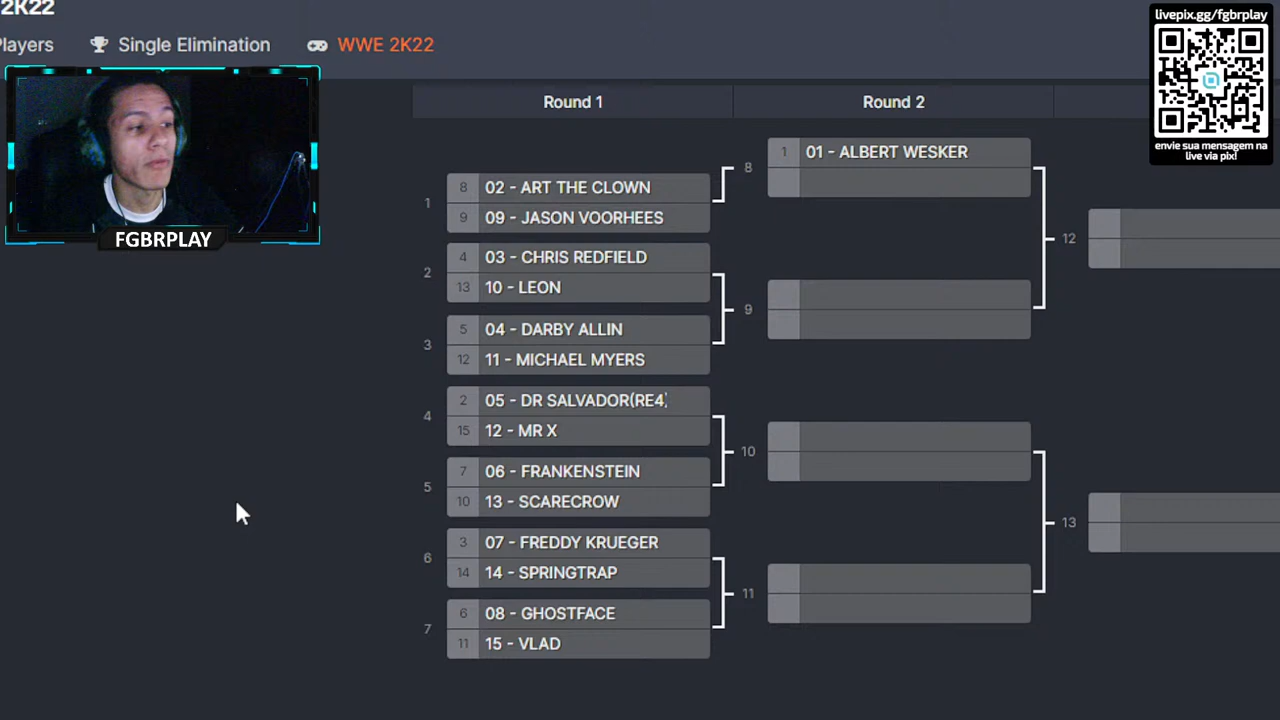 2K22
Players
Single Elimination
WWE 2K22
livepix.gg/fgbrplay
envie sua mensagem na
live via pix!
FGBRPLAY
Round 1
Round 2
1
8 02 - ART THE CLOWN
9 09 - JASON VOORHEES
2
4 03 - CHRIS REDFIELD
13 10 - LEON
3
5 04 - DARBY ALLIN
12 11 - MICHAEL MYERS
4
2 05 - DR SALVADOR(RE4)
15 12 - MR X
5
7 06 - FRANKENSTEIN
10 13 - SCARECROW
6
3 07 - FREDDY KRUEGER
14 14 - SPRINGTRAP
7
6 08 - GHOSTFACE
11 15 - VLAD
8
1 01 - ALBERT WESKER
9
10
11
12
13